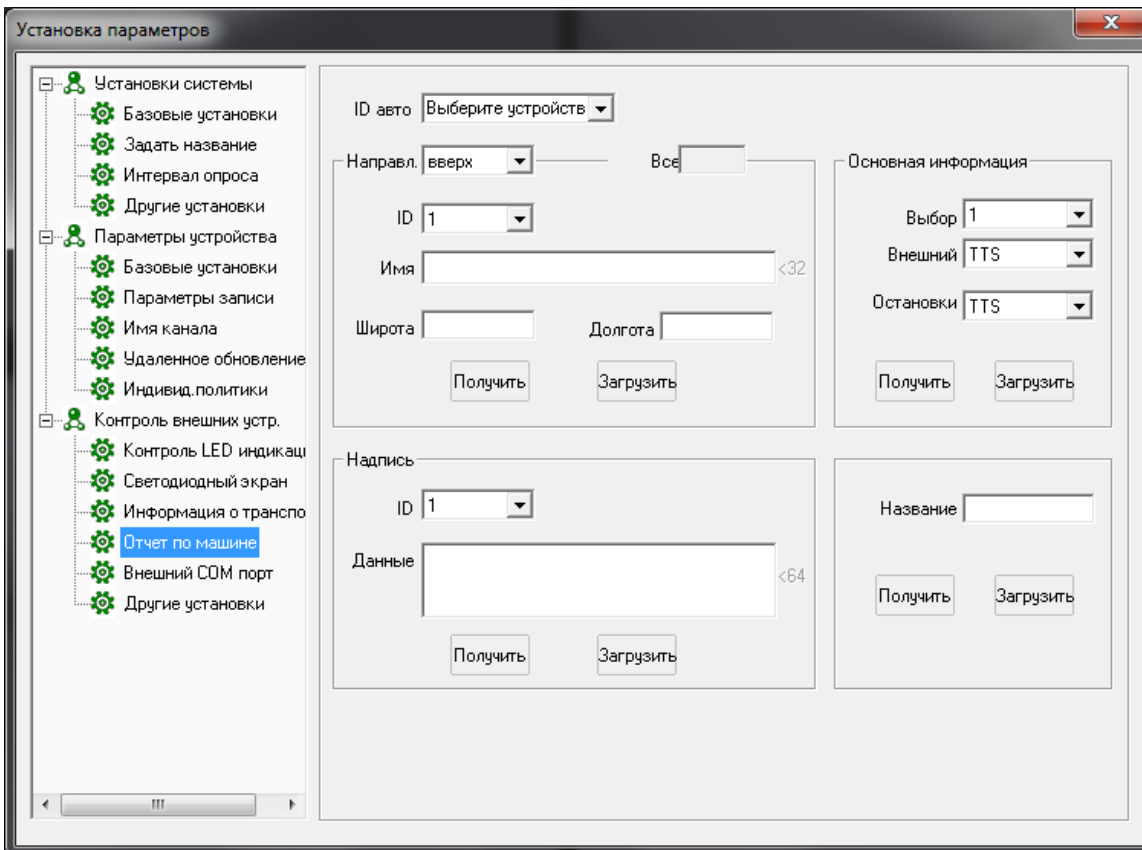 Установка параметров
Установки системы
Базовые установки
Задать название
Интервал опроса
Другие установки
Параметры устройства
Базовые установки
Параметры записи
Имя канала
Удаленное обновление
Индивид.политики
Контроль внешних устр.
Контроль LED индикаци
Светодиодный экран
Информация о транспо
Отчет по машине
Внешний COM порт
Другие установки
ID авто Выберите устройств
Направл. вверх Все
ID 1
Имя <32
Широта Долгота
Получить Загрузить
Основная информация
Выбор 1
Внешний TTS
Остановки TTS
Получить Загрузить
Надпись
ID 1
Данные <64
Получить Загрузить
Название
Получить Загрузить